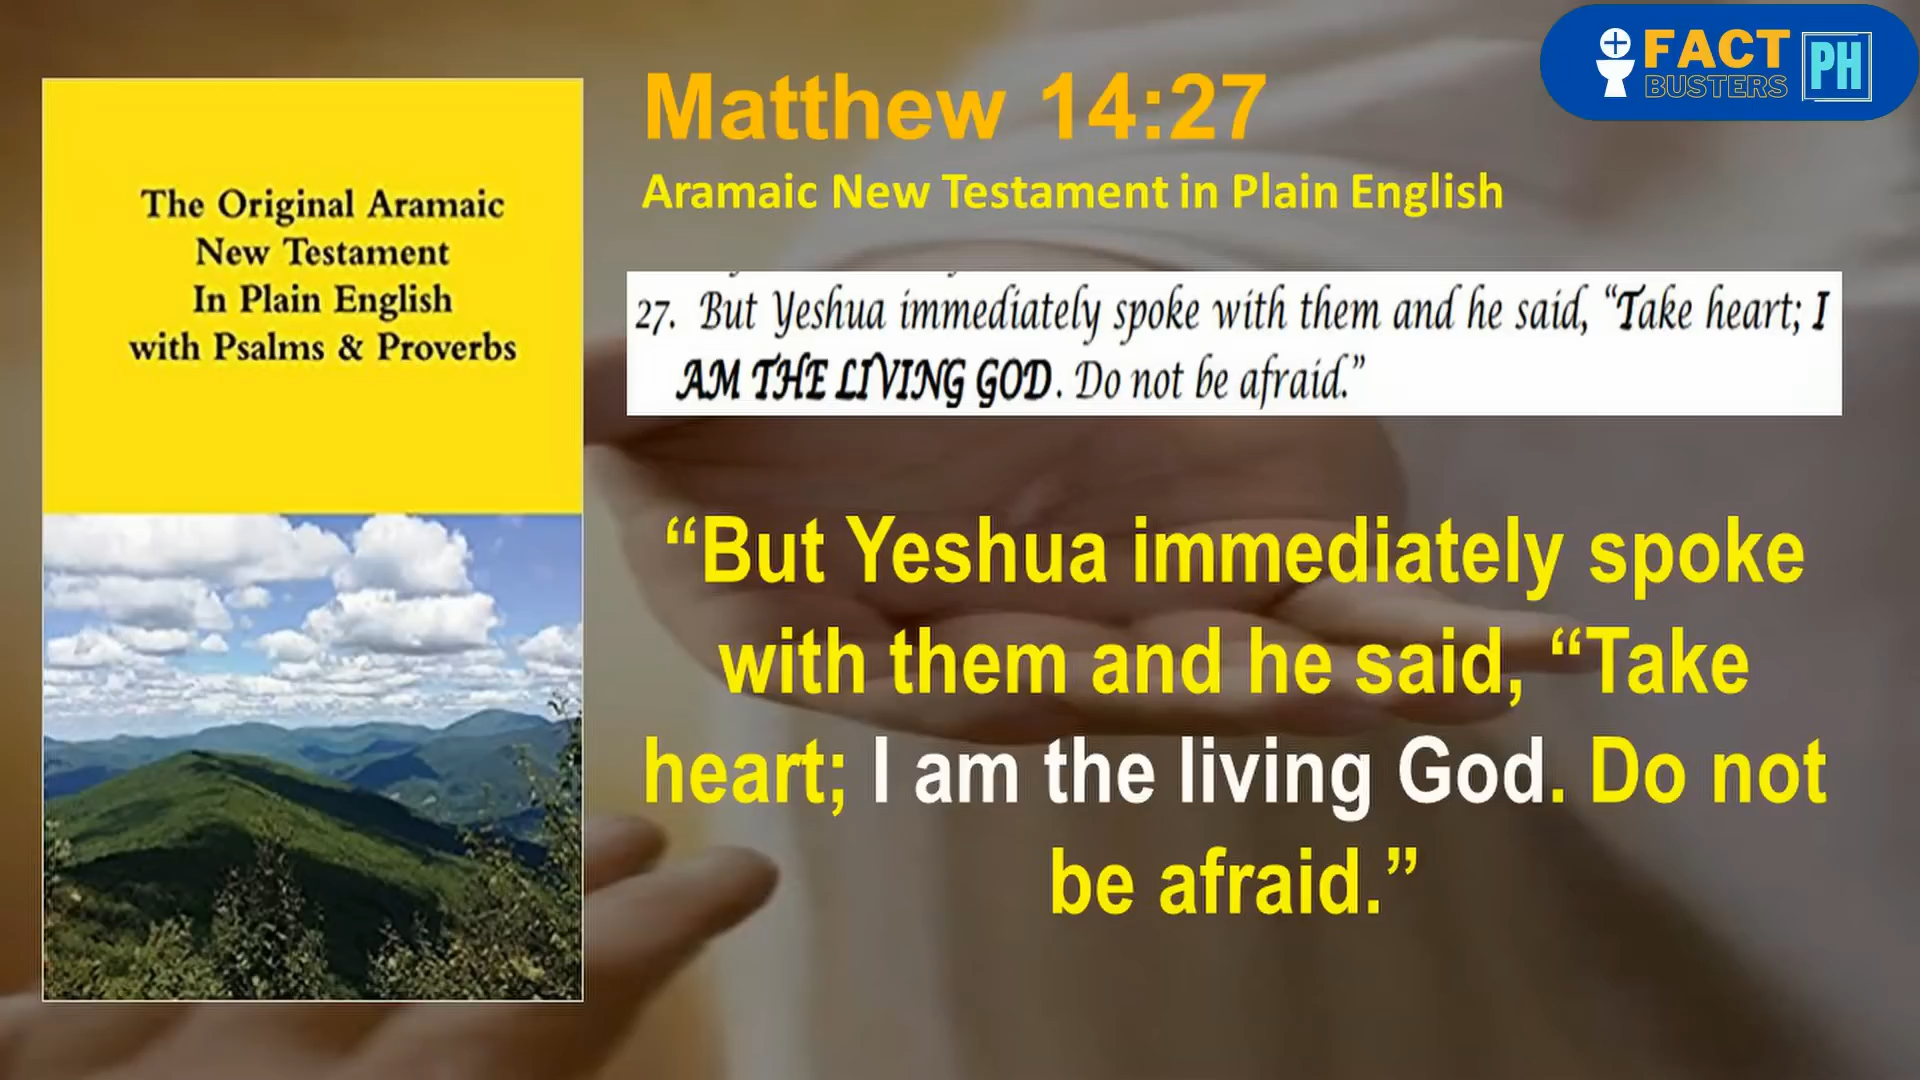 FACT
BUSTERS
PH
The Original Aramaic
New Testament
In Plain English
with Psalms & Proverbs
Matthew 14:27
Aramaic New Testament in Plain English
27. But Yeshua immediately spoke with them and he said, “Take heart; I
AM THE LIVING GOD. Do not be afraid.”
“But Yeshua immediately spoke
with them and he said, “Take
heart; I am the living God. Do not
be afraid.”